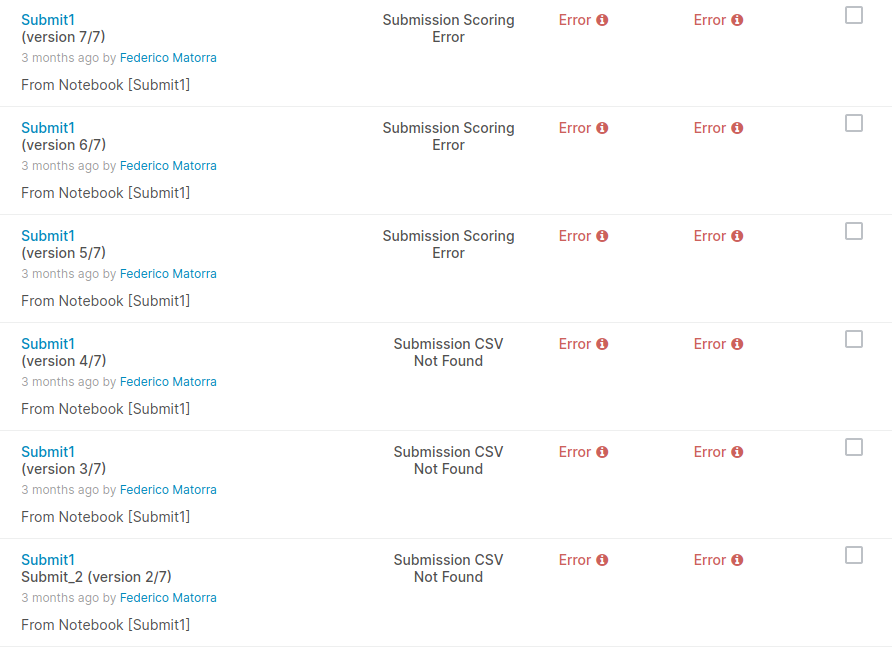 Submit1
Submission Scoring
Error
Error
Error
(version 7/7)
3 months ago by Federico Matorra
From Notebook [Submit1]
Submit1
Submission Scoring
Error
Error
Error
(version 6/7)
3 months ago by Federico Matorra
From Notebook [Submit1]
Submit1
Submission Scoring
Error
Error
Error
(version 5/7)
3 months ago by Federico Matorra
From Notebook [Submit1]
Submit1
Submission CSV
Not Found
Error
Error
(version 4/7)
3 months ago by Federico Matorra
From Notebook [Submit1]
Submit1
Submission CSV
Not Found
Error
Error
(version 3/7)
3 months ago by Federico Matorra
From Notebook [Submit1]
Submit1
Submission CSV
Not Found
Error
Error
Submit_2 (version 2/7)
3 months ago by Federico Matorra
From Notebook [Submit1]